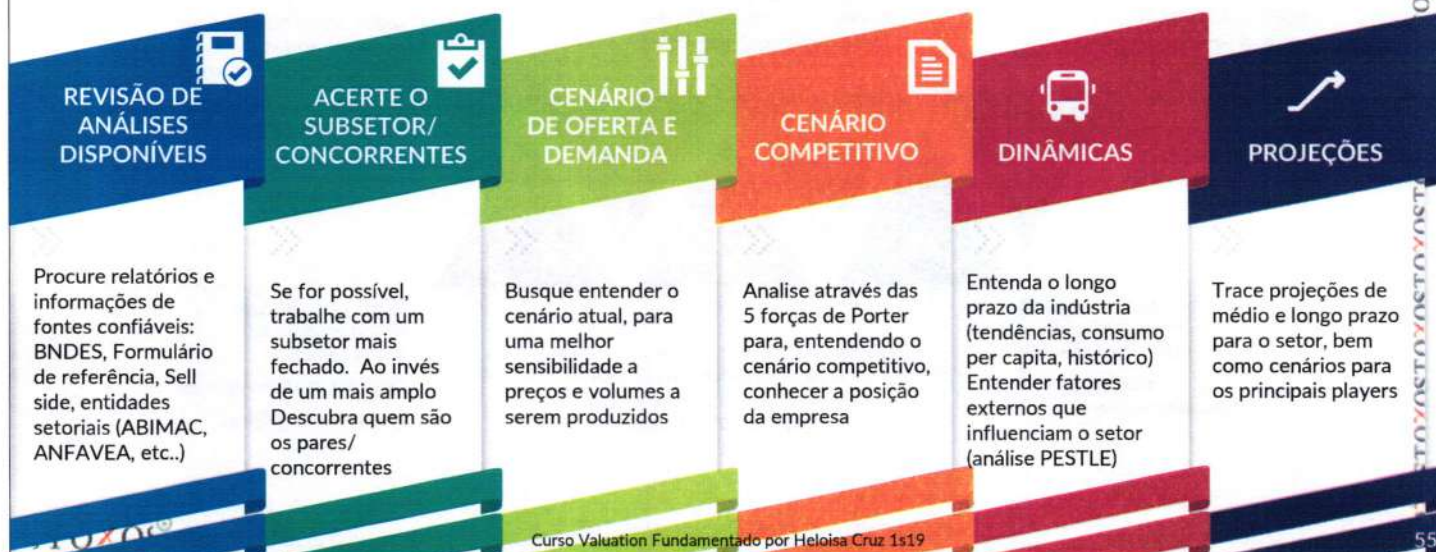 REVISÃO DE
ANÁLISES
DISPONÍVEIS
Procure relatórios e
informações de
fontes confiáveis:
BNDES, Formulário
de referência, Sell
side, entidades
setoriais (ABIMAC,
ANFAVEA, etc..)
ACERTE O
SUBSETOR/
CONCORRENTES
Se for possível,
trabalhe com um
subsetor mais
fechado. Ao invés
de um mais amplo
Descubra quem são
os pares/
concorrentes
CENÁRIO
DE OFERTA E
DEMANDA
Busque entender o
cenário atual, para
uma melhor
sensibilidade a
preços e volumes a
serem produzidos
CENÁRIO
COMPETITIVO
Analise através das
5 forças de Porter
para, entendendo o
cenário competitivo,
conhecer a posição
da empresa
DINÂMICAS
Entenda o longo
prazo da indústria
(tendências, consumo
per capita, histórico)
Entender fatores
externos que
influenciam o setor
(análise PESTLE)
PROJEÇÕES
Trace projeções de
médio e longo prazo
para o setor, bem
como cenários para
os principais players
Curso Valuation Fundamentado por Heloisa Cruz 1s19
55